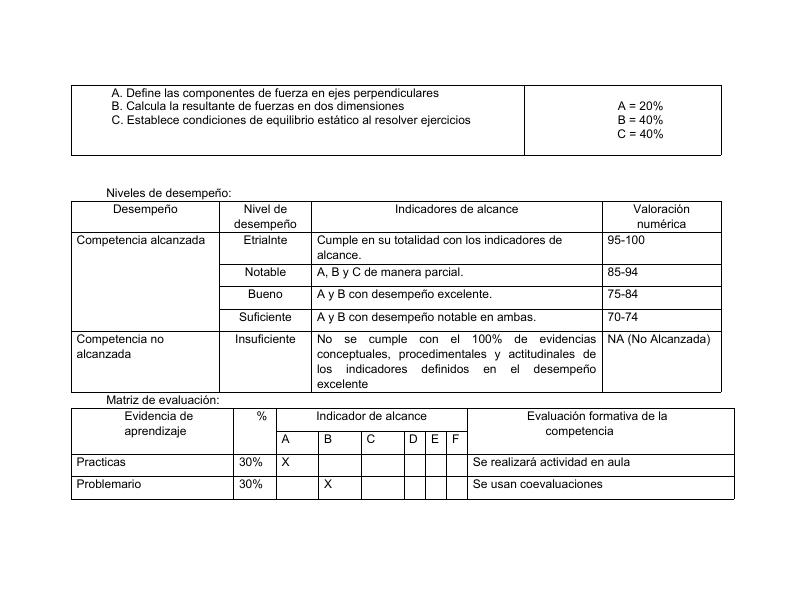 A. Define las componentes de fuerza en ejes perpendiculares
B. Calcula la resultante de fuerzas en dos dimensiones
C. Establece condiciones de equilibrio estático al resolver ejercicios
A = 20%
B = 40%
C = 40%
Niveles de desempeño:
Desempeño
Nivel de
desempeño
Indicadores de alcance
Valoración
numérica
Competencia alcanzada
Etrialnte
Cumple en su totalidad con los indicadores de
alcance.
95-100
Notable
A, B y C de manera parcial.
85-94
Bueno
A y B con desempeño excelente.
75-84
Suficiente
A y B con desempeño notable en ambas.
70-74
Competencia no
alcanzada
Insuficiente
No se cumple con el 100% de evidencias
conceptuales, procedimentales y actitudinales de
los indicadores definidos en el desempeño
excelente
NA (No Alcanzada)
Matriz de evaluación:
Evidencia de
aprendizaje
%
Indicador de alcance
Evaluación formativa de la
competencia
A B C D E F
Practicas
30%
X
Se realizará actividad en aula
Problemario
30%
X
Se usan coevaluaciones